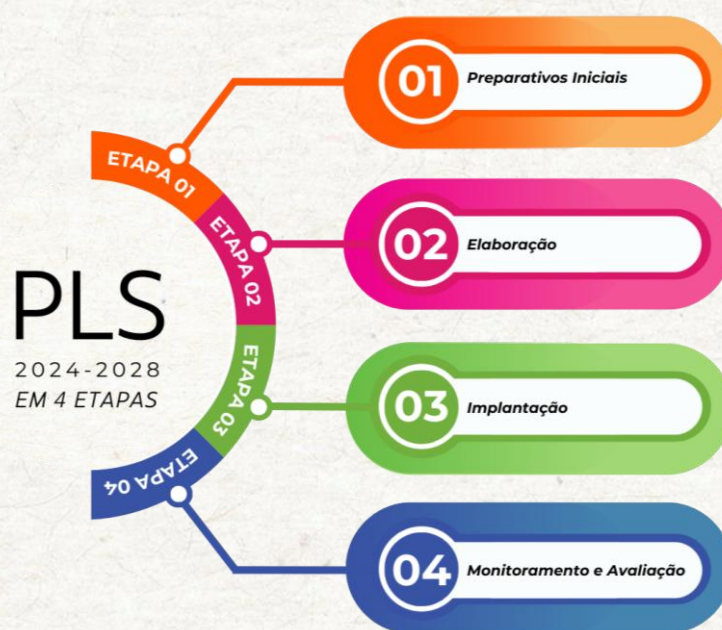 PLS
2024-2028
EM 4 ETAPAS
ETAPA 01
01
Preparativos Iniciais
ETAPA 02
02
Elaboração
ETAPA 03
03
Implantação
ETAPA 04
04
Monitoramento e Avaliação